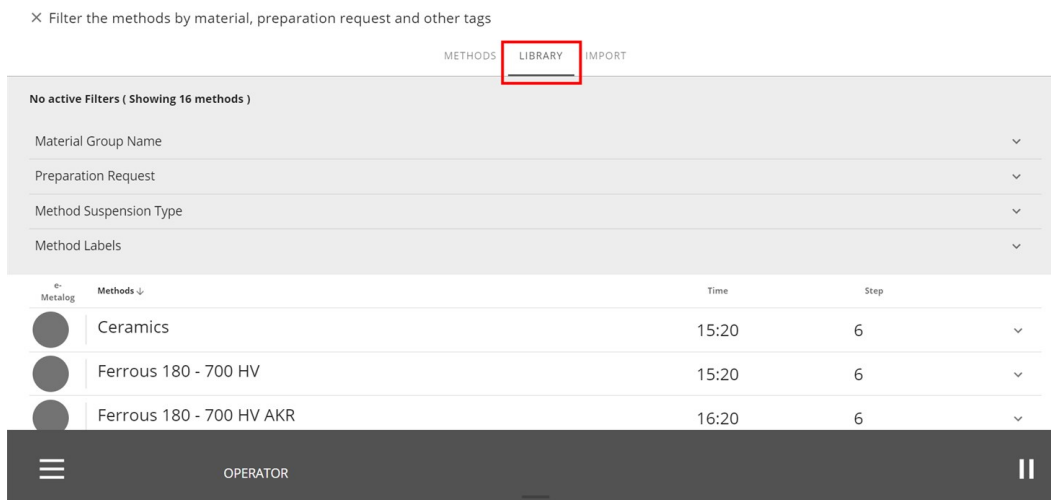 × Filter the methods by material, preparation request and other tags
METHODS LIBRARY IMPORT
No active Filters ( Showing 16 methods )
Material Group Name
Preparation Request
Method Suspension Type
Method Labels
e-
Metalog Methods ↓ Time Step
Ceramics 15:20 6
Ferrous 180 - 700 HV 15:20 6
Ferrous 180 - 700 HV AKR 16:20 6
OPERATOR